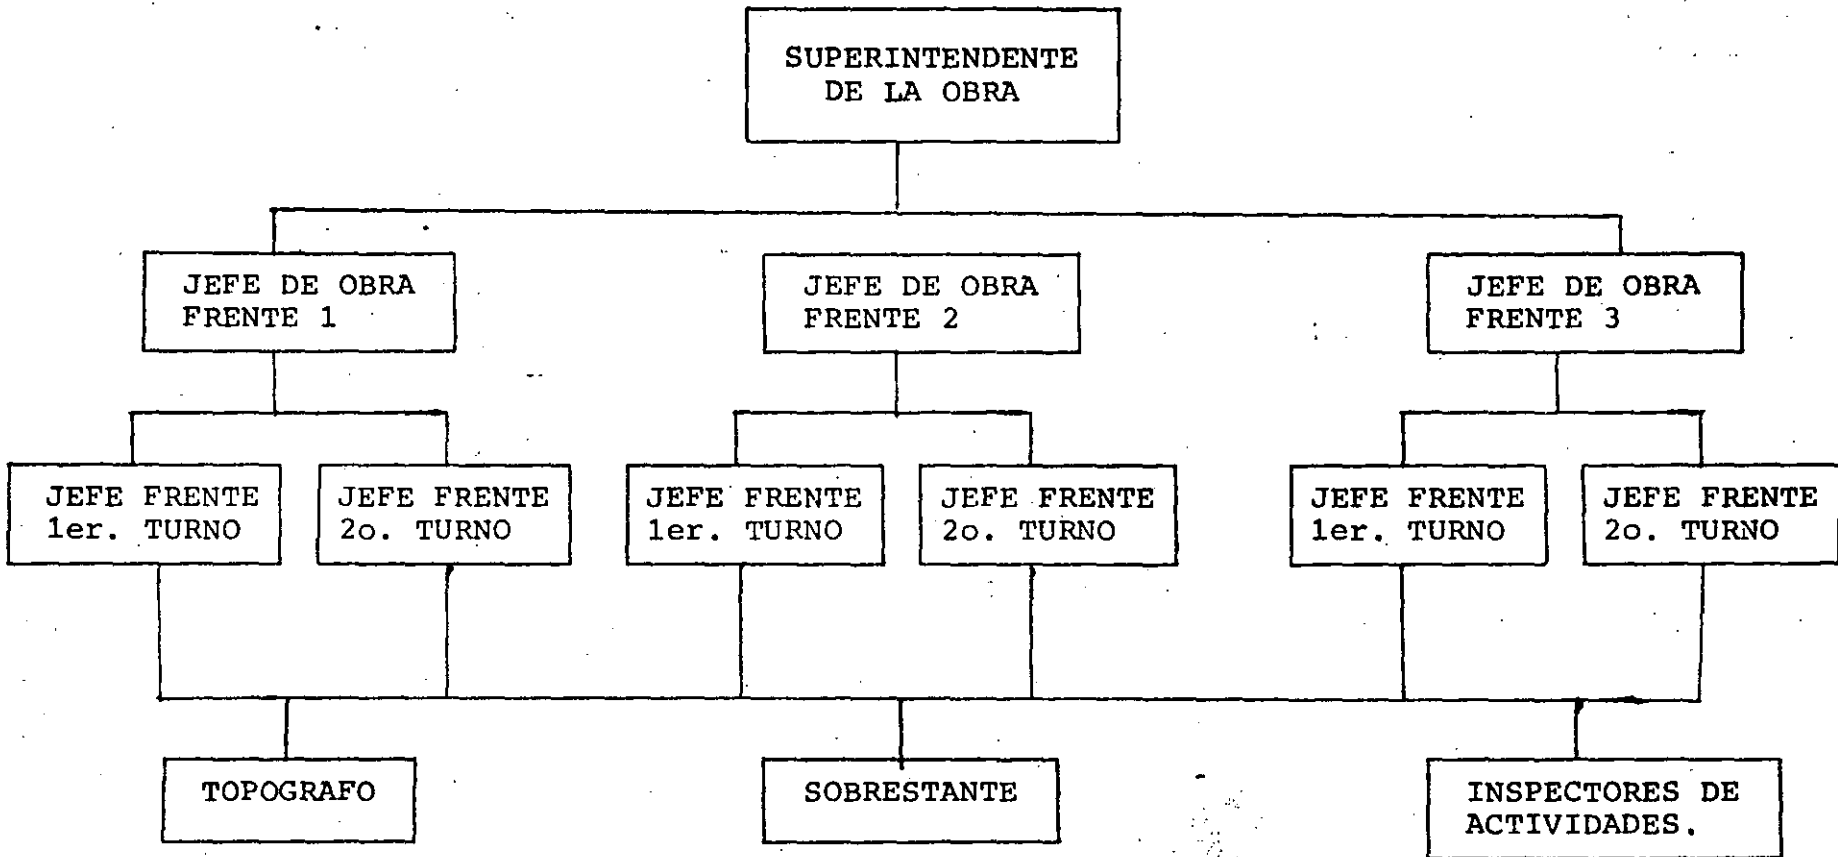 SUPERINTENDENTE
DE LA OBRA
JEFE DE OBRA
FRENTE 1
JEFE DE OBRA
FRENTE 2
JEFE DE OBRA
FRENTE 3
JEFE FRENTE
1er. TURNO
JEFE FRENTE
2o. TURNO
JEFE FRENTE
1er. TURNO
JEFE FRENTE
2o. TURNO
JEFE FRENTE
1er. TURNO
JEFE FRENTE
2o. TURNO
TOPOGRAFO
SOBRESTANTE
INSPECTORES DE
ACTIVIDADES.